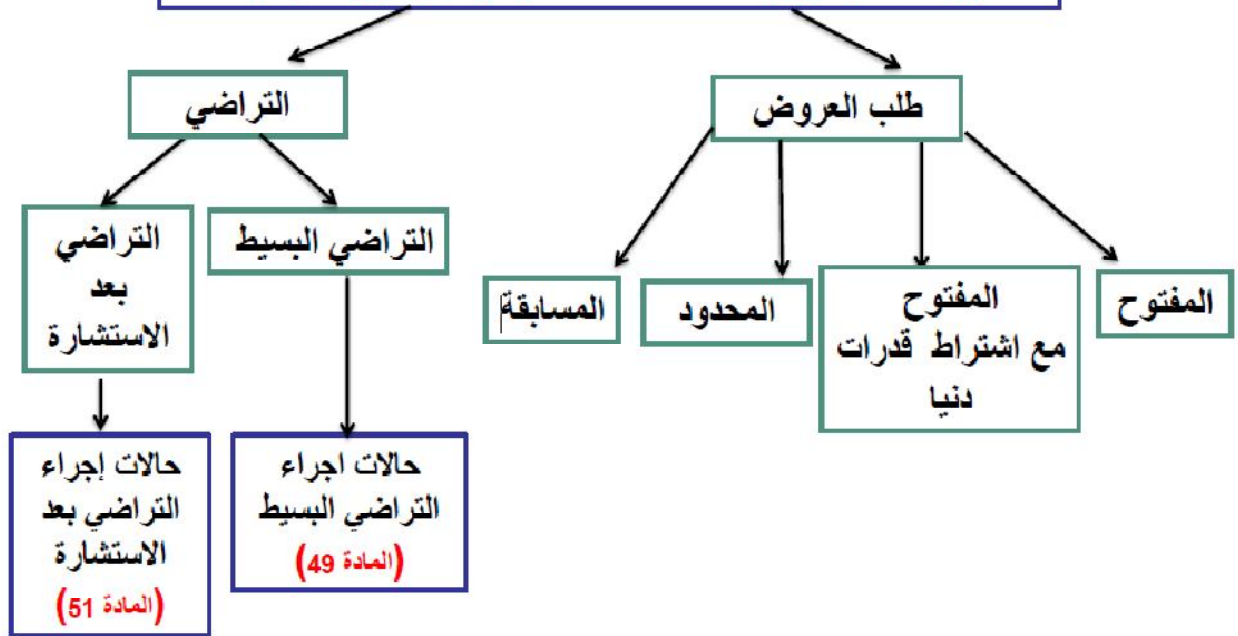 طلب العروض
التراضي
المفتوح
المفتوح
مع اشتراط قدرات
دنيا
المحدود
المسابقة
التراضي البسيط
التراضي
بعد
الاستشارة
حالات اجراء
التراضي البسيط
(المادة 49)
حالات إجراء
التراضي بعد
الاستشارة
(المادة 51)